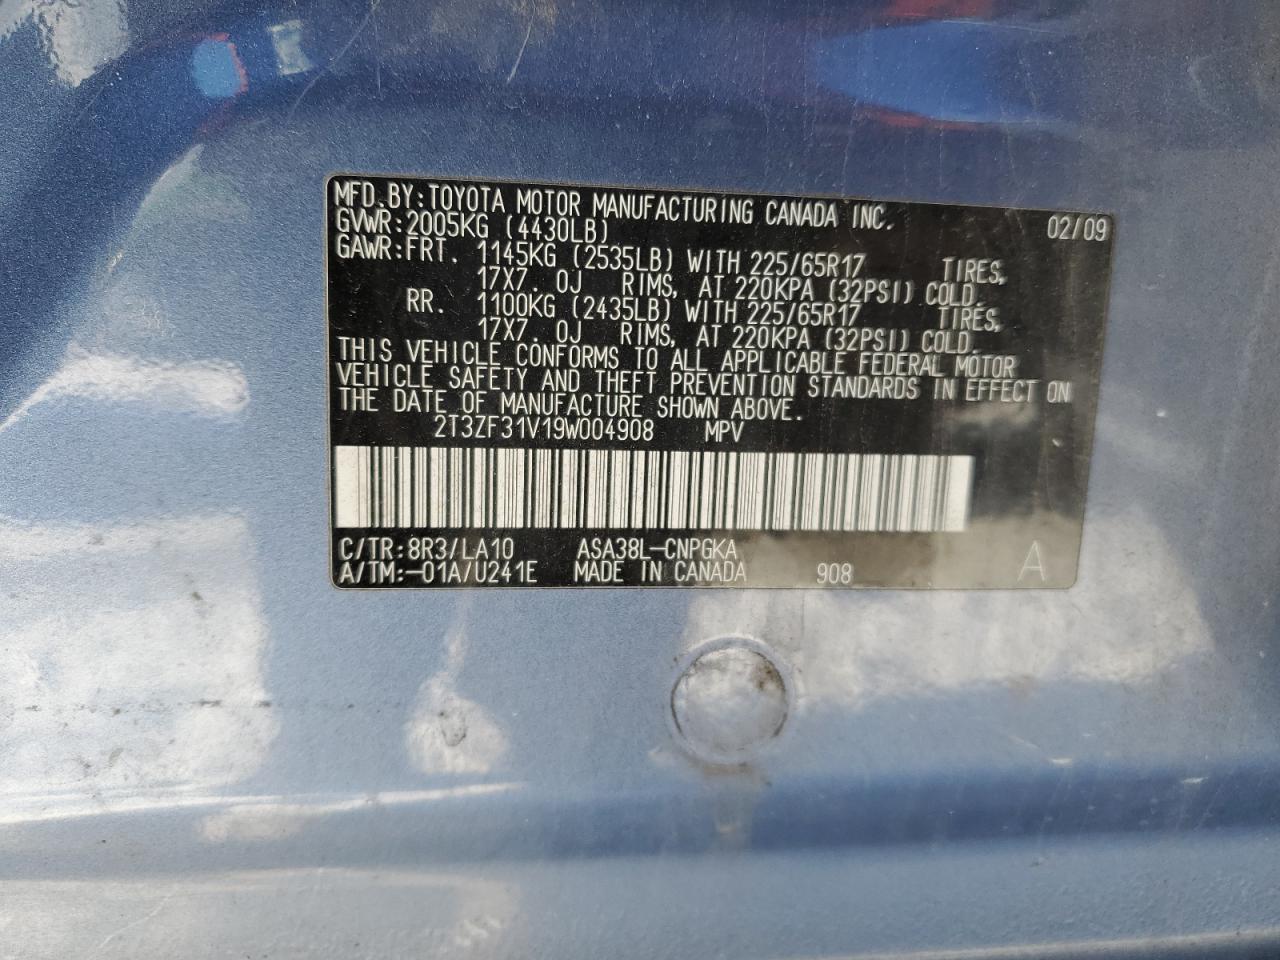 MFD.BY:TOYOTA MOTOR MANUFACTURING CANADA INC. 02/09
GVWR:2005KG (4430LB)
GAWR:FRT. 1145KG (2535LB) WITH 225/65R17 TIRES,
17X7.0J RIMS, AT 220KPA (32PSI) COLD.
RR. 1100KG (2435LB) WITH 225/65R17 TIRES,
17X7.0J RIMS, AT 220KPA (32PSI) COLD.
THIS VEHICLE CONFORMS TO ALL APPLICABLE FEDERAL MOTOR
VEHICLE SAFETY AND THEFT PREVENTION STANDARDS IN EFFECT ON
THE DATE OF MANUFACTURE SHOWN ABOVE.
2T3ZF31V19W004908 MPV
C/TR:8R3/LA10 ASA38L-CNPGKA
A/TM:-01A/U241E MADE IN CANADA 908 A